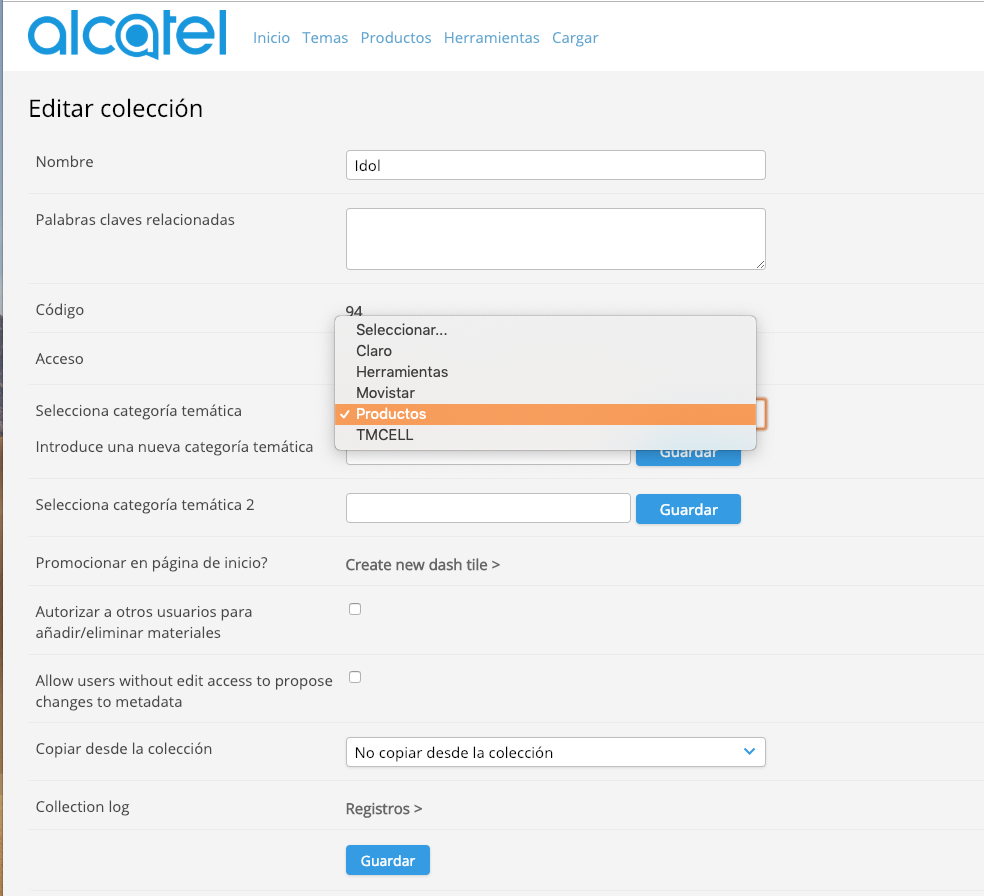 alcatel
Inicio Temas Productos Herramientas Cargar
Editar colección
Nombre
Idol
Palabras claves relacionadas
Código
94
Acceso
Seleccionar...
Claro
Herramientas
Movistar
✓ Productos
TMCELL
Selecciona categoría temática
Introduce una nueva categoría temática
Guardar
Selecciona categoría temática 2
Guardar
Promocionar en página de inicio?
Create new dash tile >
Autorizar a otros usuarios para
añadir/eliminar materiales
Allow users without edit access to propose
changes to metadata
Copiar desde la colección
No copiar desde la colección
Collection log
Registros >
Guardar